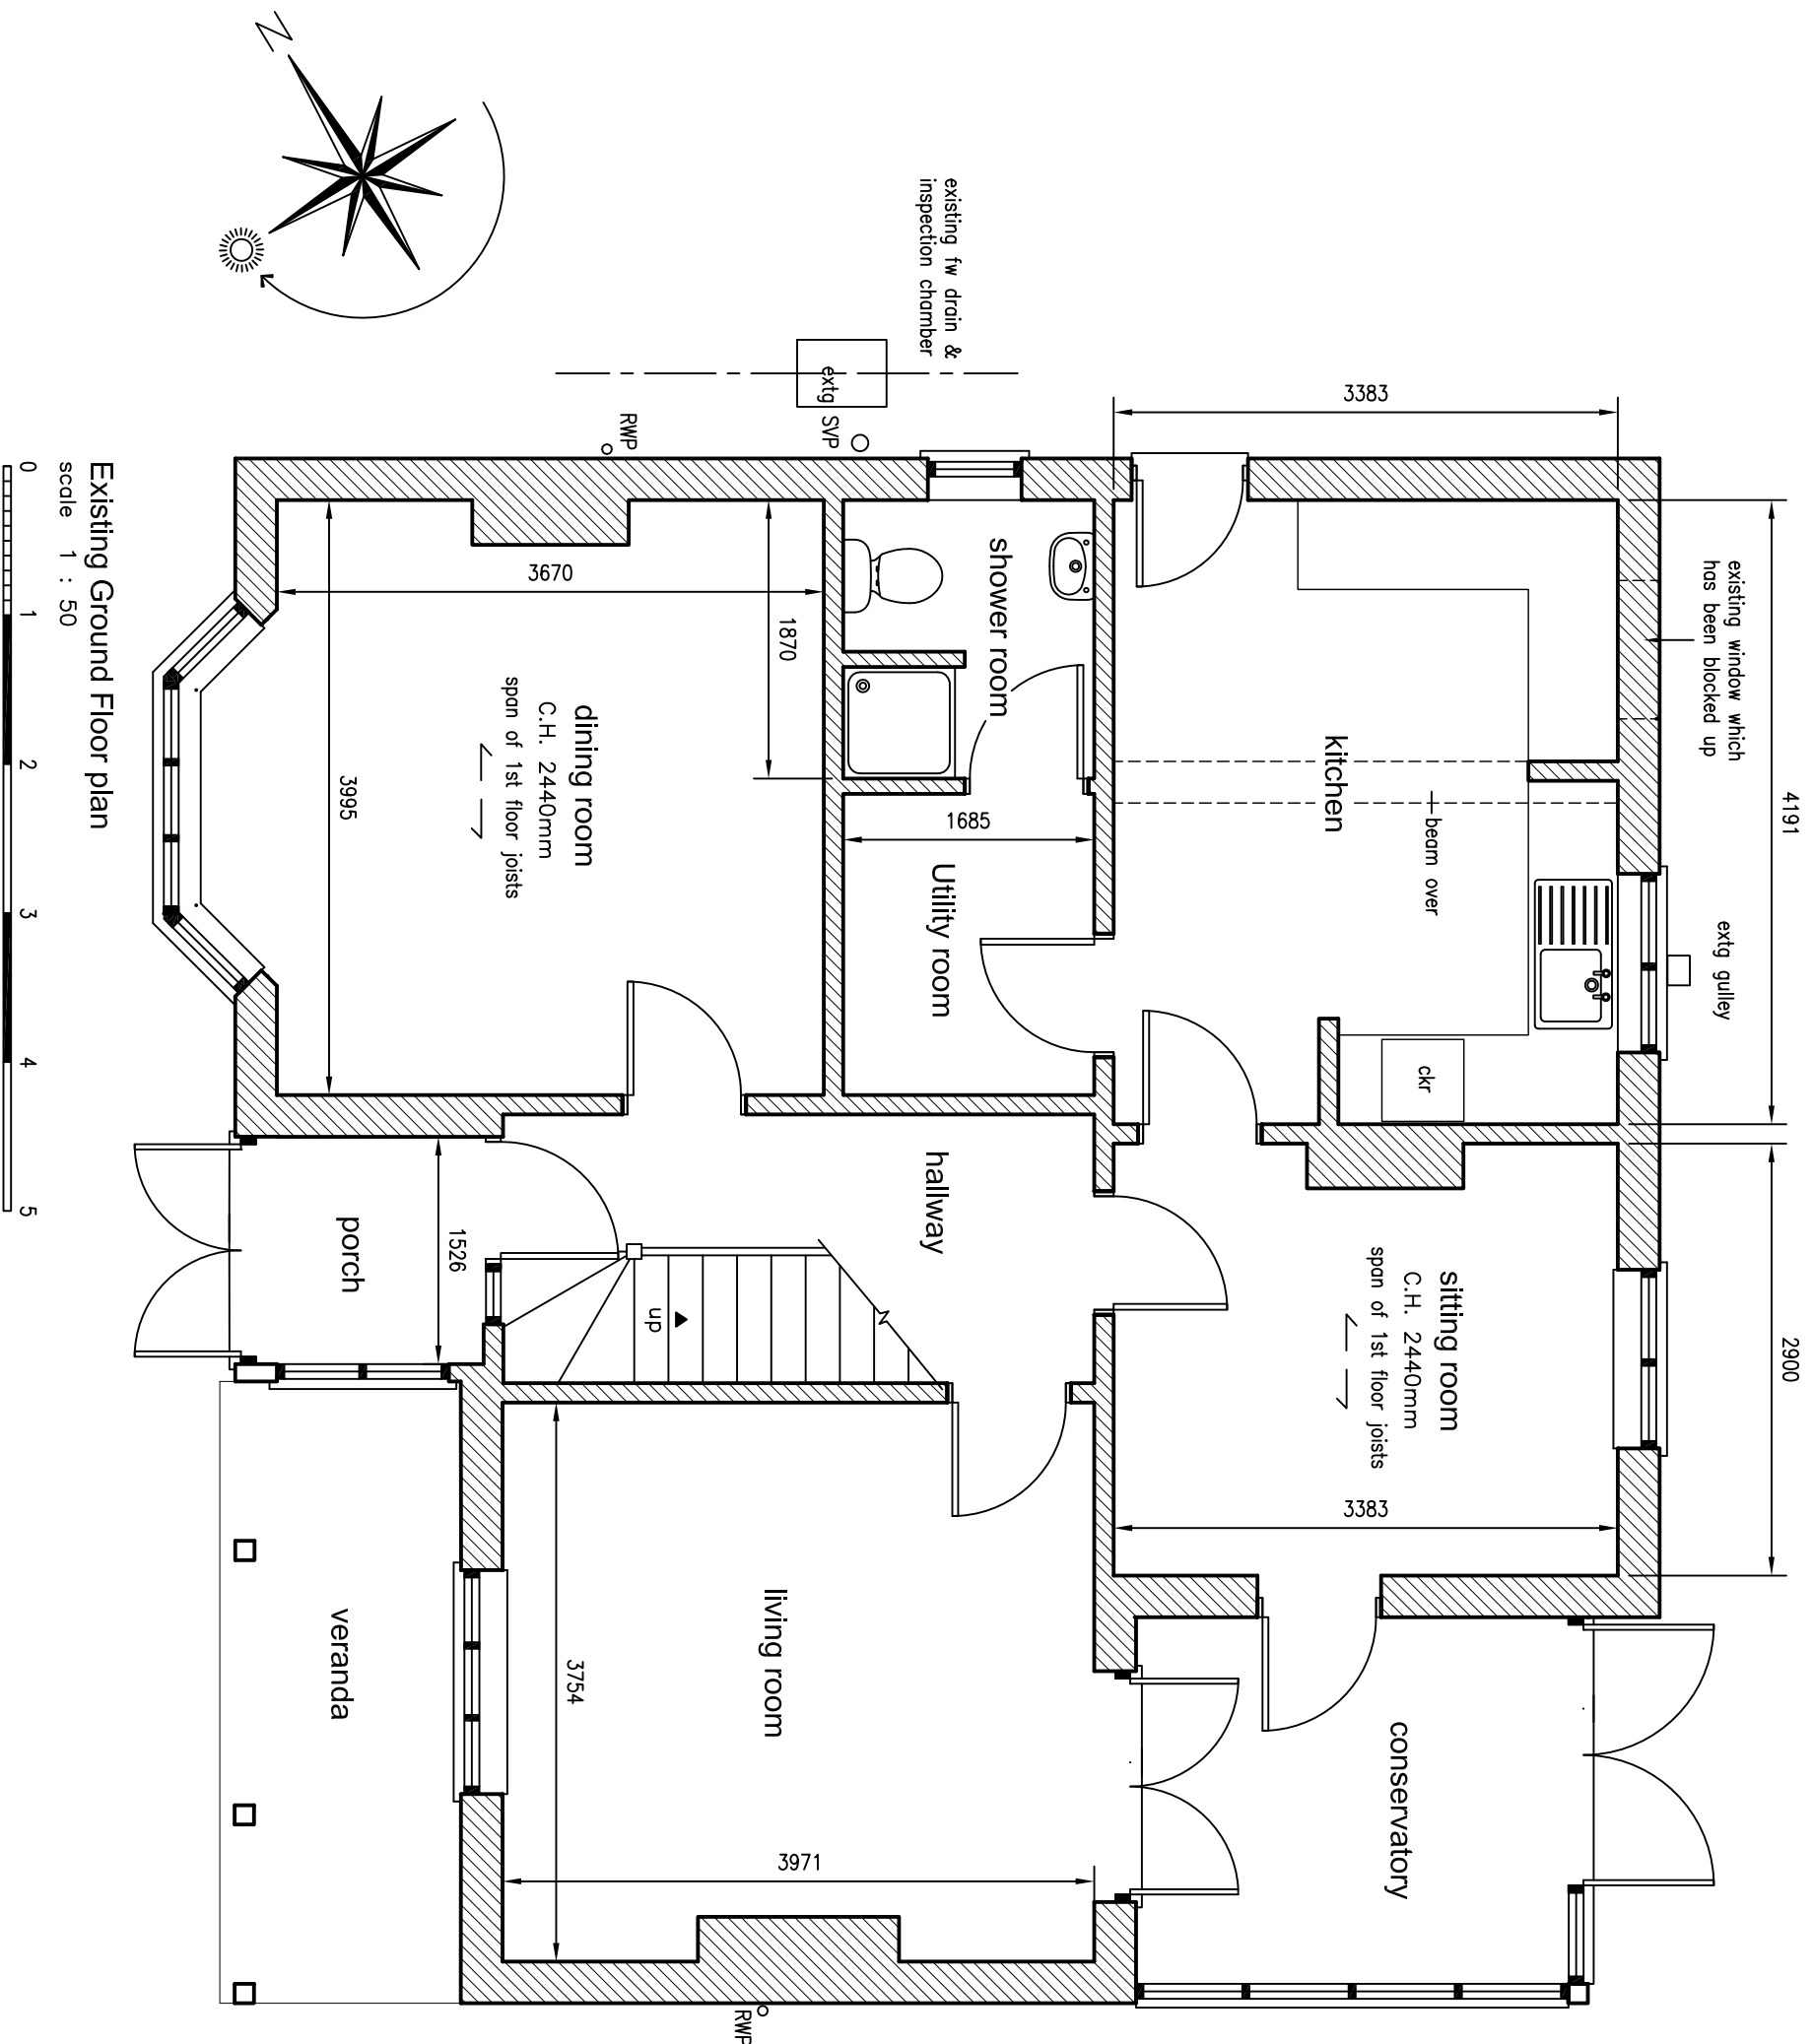 existing window which
has been blocked up
extg gulley
4191
2900
3383
kitchen
beam over
ckr
sitting room
C.H. 2440mm
span of 1st floor joists
3383
conservatory
existing fw drain &
inspection chamber
extg
SVP
RWP
shower room
1870
1685
Utility room
hallway
up
living room
3971
3754
RWP
3670
dining room
C.H. 2440mm
span of 1st floor joists
3995
1526
porch
veranda
N
Existing Ground Floor plan
scale 1 : 50
0 1 2 3 4 5